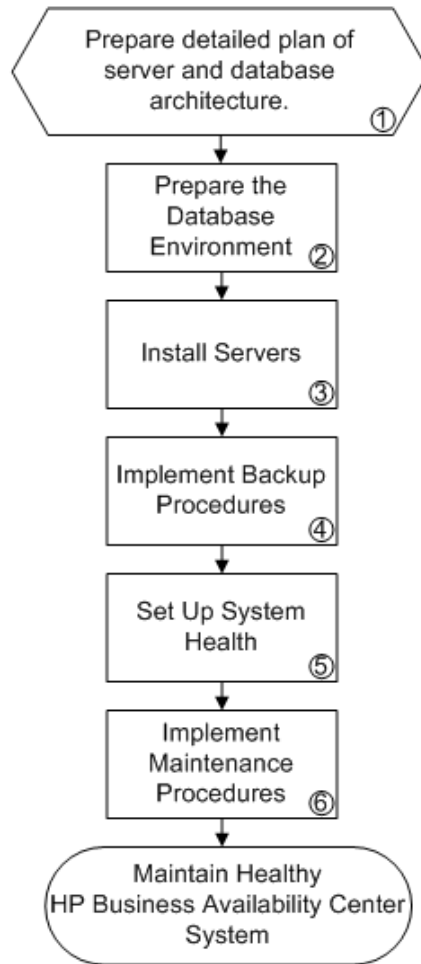 Prepare detailed plan of
server and database
architecture.
①
Prepare the
Database
Environment
②
Install Servers
③
Implement Backup
Procedures
④
Set Up System
Health
⑤
Implement
Maintenance
Procedures
⑥
Maintain Healthy
HP Business Availability Center
System